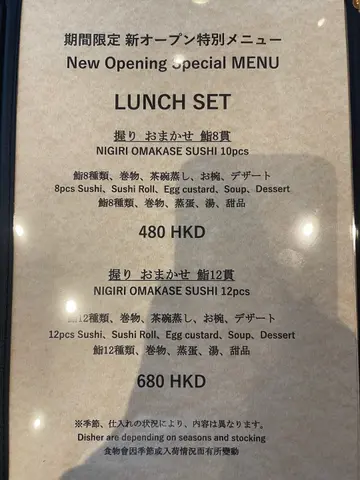 期間限定 新オープン特別メニュー
New Opening Special MENU
LUNCH SET
握り おまかせ 鮨8貫
NIGIRI OMAKASE SUSHI 10pcs
鮨8種類、巻物、茶碗蒸し、お椀、デザート
8pcs Sushi、Sushi Roll、Egg custard、Soup、Dessert
鮨8種類、巻物、蒸蛋、湯、甜品
480 HKD
握り おまかせ 鮨12貫
NIGIRI OMAKASE SUSHI 12pcs
鮨12種類、巻物、茶碗蒸し、お椀、デザート
12pcs Sushi、Sushi Roll、Egg custard、Soup、Dessert
鮨12種類、巻物、蒸蛋、湯、甜品
680 HKD
※季節、仕入れの状況により、内容は異なります。
Disher are depending on seasons and stocking
食物會因季節或入荷情況而有所變動